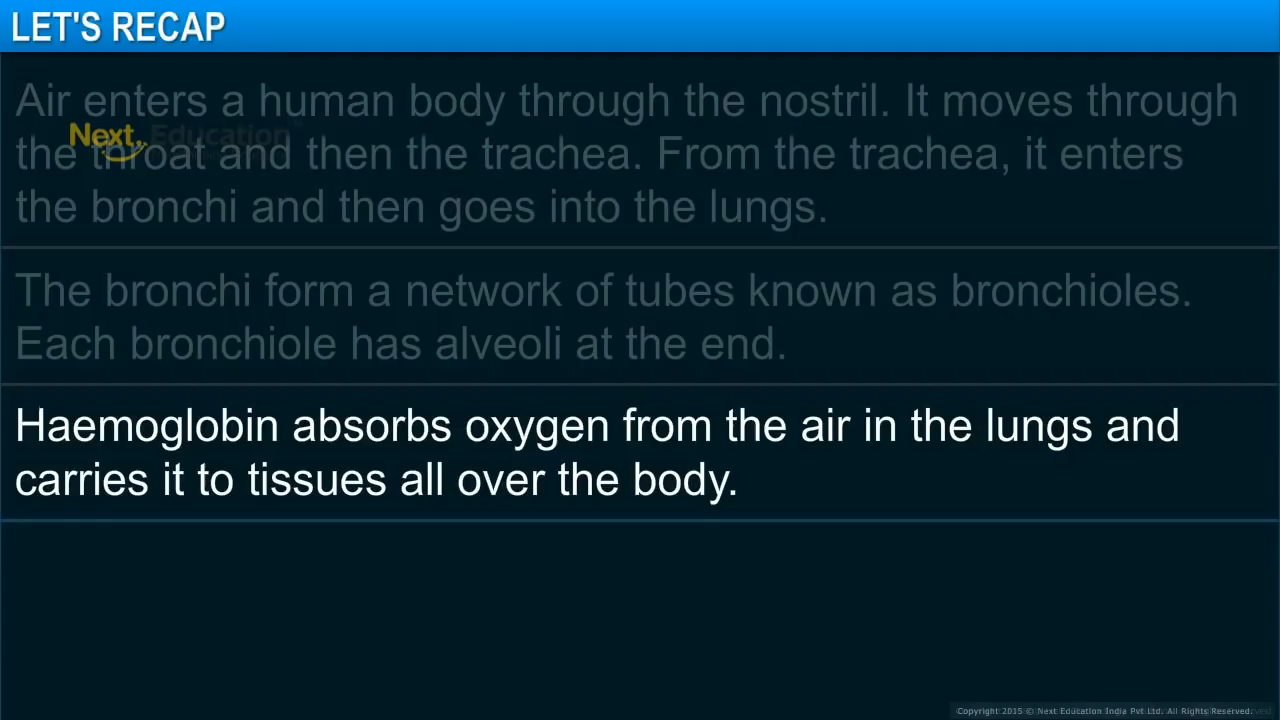 LET'S RECAP
Air enters a human body through the nostril. It moves through
the throat and then the trachea. From the trachea, it enters
the bronchi and then goes into the lungs.
Next Education
The bronchi form a network of tubes known as bronchioles.
Each bronchiole has alveoli at the end.
Haemoglobin absorbs oxygen from the air in the lungs and
carries it to tissues all over the body.
Copyright 2015 © Next Education India Pvt Ltd. All Rights Reserved.